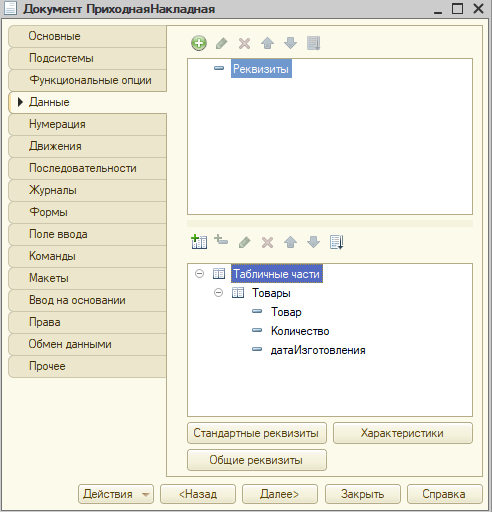 Документ ПриходнаяНакладная
Основные
Подсистемы
Функциональные опции
Данные
Нумерация
Движения
Последовательности
Журналы
Формы
Поле ввода
Команды
Макеты
Ввод на основании
Права
Обмен данными
Прочее
Реквизиты
Табличные части
Товары
Товар
Количество
датаИзготовления
Стандартные реквизиты
Характеристики
Общие реквизиты
Действия
<Назад
Далее>
Закрыть
Справка